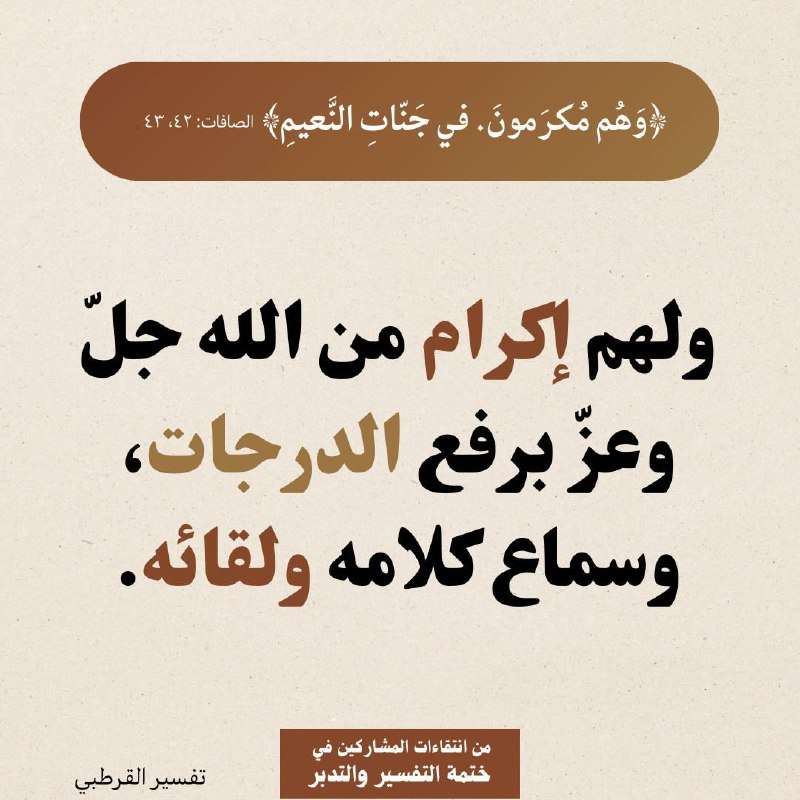 ﴿وَهُم مُكرَمونَ. في جَنّاتِ النَّعيمِ﴾ الصافات: ٤٢، ٤٣
ولهم إكرام من الله جلّ
وعزّ برفع الدرجات،
وسماع كلامه ولقائه.
من انتقاءات المشاركين في
ختمة التفسير والتدبر
تفسير القرطبي